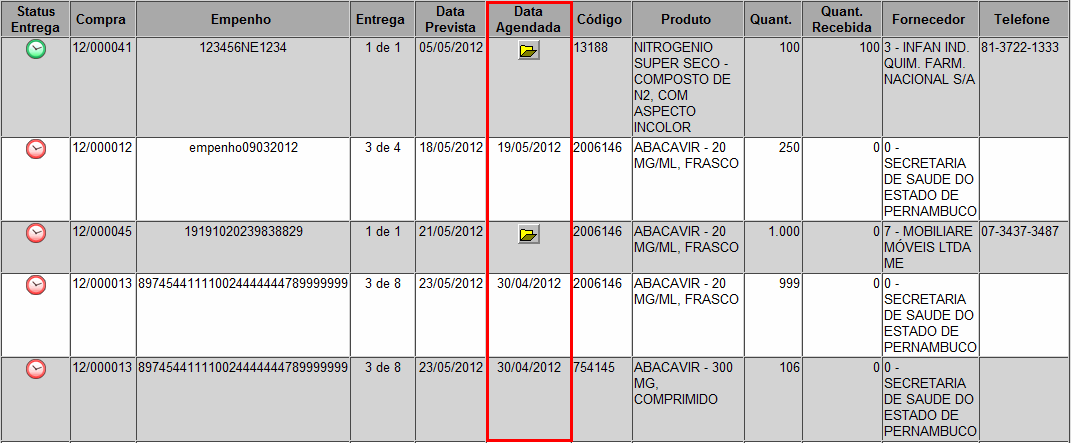 Status Entrega Compra Empenho Entrega Data Prevista Data Agendada Código Produto Quant. Quant. Recebida Fornecedor Telefone
12/000041 123456NE1234 1 de 1 05/05/2012 13188 NITROGENIO 100 100 3 - INFAN IND. 81-3722-1333
SUPER SECO - QUIM. FARM.
COMPOSTO DE NACIONAL S/A
N2, COM
ASPECTO
INCOLOR
12/000012 empenho09032012 3 de 4 18/05/2012 19/05/2012 2006146 ABACAVIR - 20 250 0 0 -
MG/ML, FRASCO SECRETARIA
DE SAUDE DO
ESTADO DE
PERNAMBUCO
12/000045 19191020239838829 1 de 1 21/05/2012 2006146 ABACAVIR - 20 1.000 0 7 - MOBILIARE 07-3437-3487
MG/ML, FRASCO MÓVEIS LTDA
ME
12/000013 89745441111002444444789999999 3 de 8 23/05/2012 30/04/2012 2006146 ABACAVIR - 20 999 0 0 -
MG/ML, FRASCO SECRETARIA
DE SAUDE DO
ESTADO DE
PERNAMBUCO
12/000013 89745441111002444444789999999 3 de 8 23/05/2012 30/04/2012 754145 ABACAVIR - 300 106 0 0 -
MG, SECRETARIA
COMPRIMIDO DE SAUDE DO
ESTADO DE
PERNAMBUCO